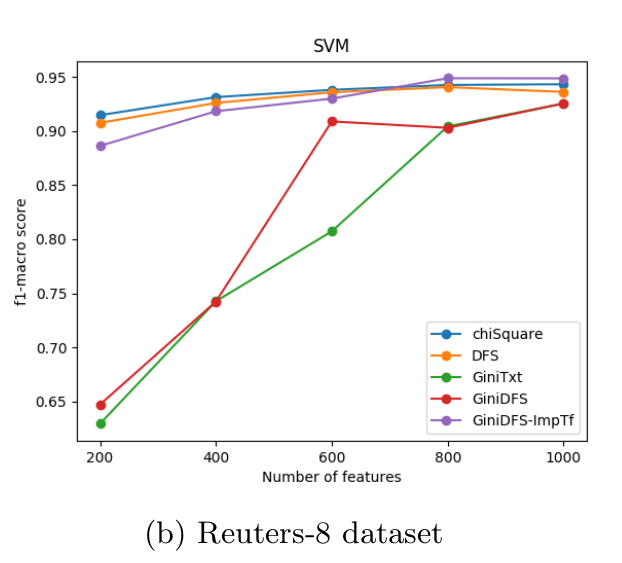 SVM
0.95
0.90
0.85
0.80
0.75
0.70
0.65
f1-macro score
chiSquare
DFS
GiniTxt
GiniDFS
GiniDFS-ImpTf
200 400 600 800 1000
Number of features
(b) Reuters-8 dataset